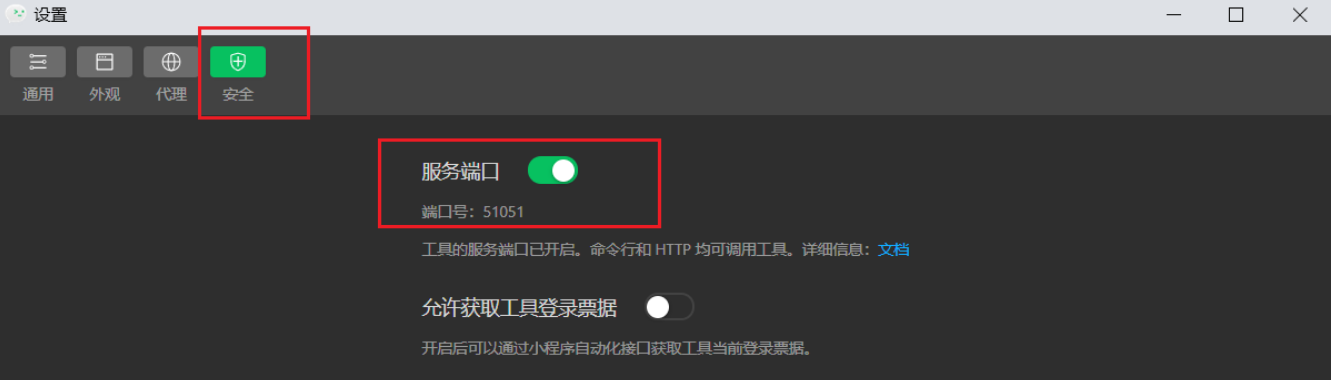 设置
通用 外观 代理 安全
服务端口
端口号：51051
工具的服务端口已开启。命令行和 HTTP 均可调用工具。详细信息：文档
允许获取工具登录票据
开启后可以通过小程序自动化接口获取工具当前登录票据。